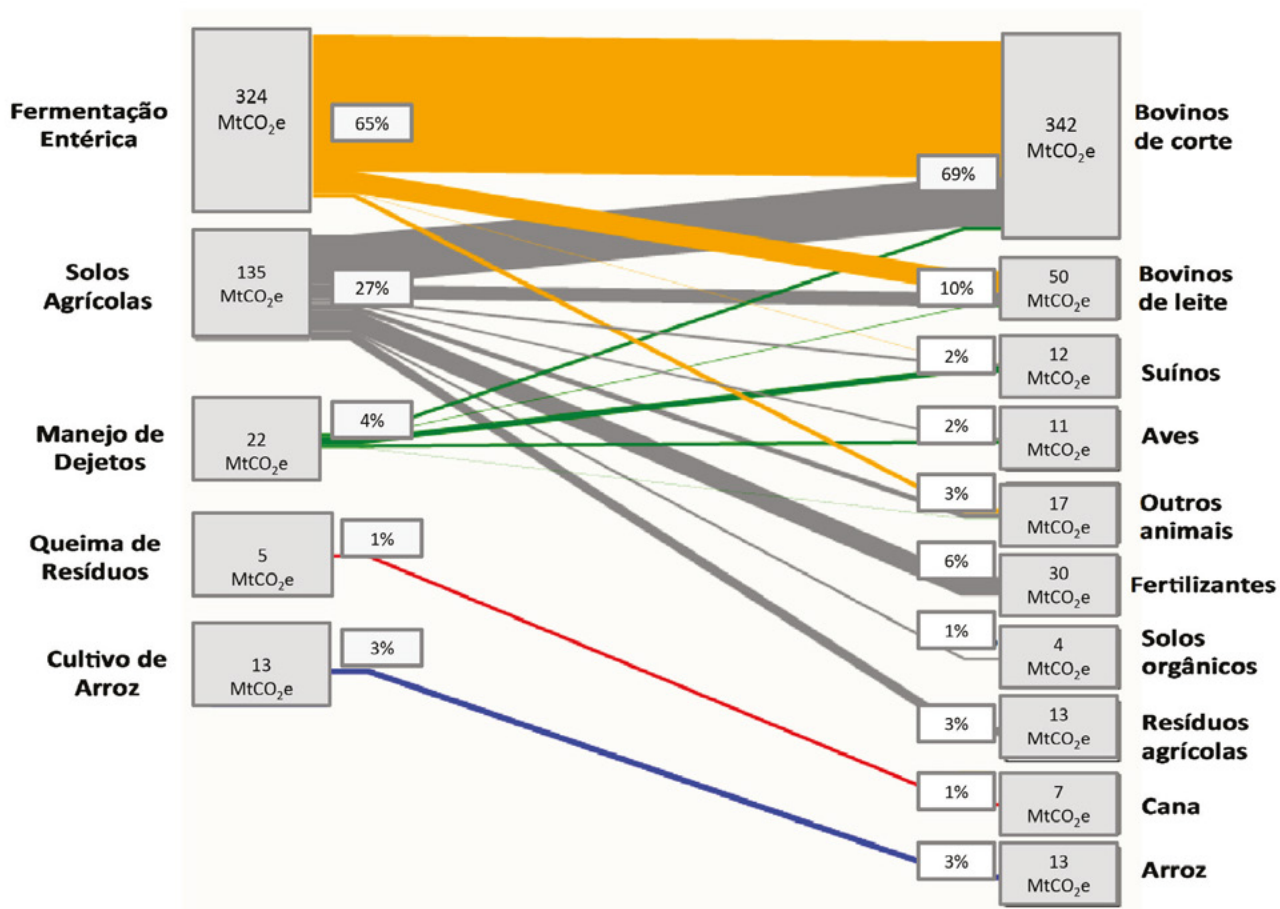 Fermentação
Entérica
324
MtCO₂e
65%
Solos
Agrícolas
135
MtCO₂e
27%
Manejo de
Dejetos
22
MtCO₂e
4%
Queima de
Resíduos
5
MtCO₂e
1%
Cultivo de
Arroz
13
MtCO₂e
3%
69%
342
MtCO₂e
Bovinos
de corte
10%
50
MtCO₂e
Bovinos
de leite
2%
12
MtCO₂e
Suínos
2%
11
MtCO₂e
Aves
3%
17
MtCO₂e
Outros
animais
6%
30
MtCO₂e
Fertilizantes
1%
4
MtCO₂e
Solos
orgânicos
3%
13
MtCO₂e
Resíduos
agrícolas
1%
7
MtCO₂e
Cana
3%
13
MtCO₂e
Arroz